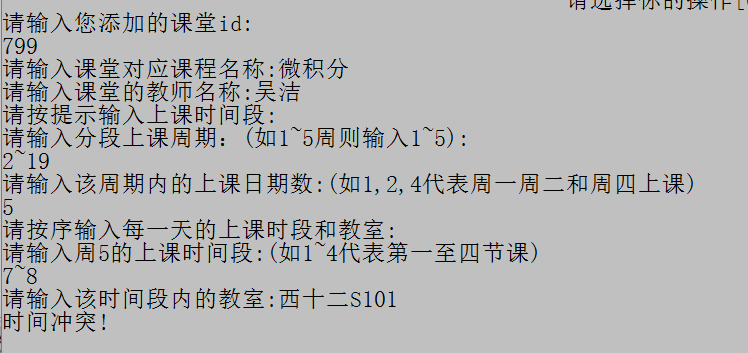 请选择你的操作[
请输入您添加的课堂id:
799
请输入课堂对应课程名称:微积分
请输入课堂的教师名称:吴洁
请按提示输入上课时间段:
请输入分段上课周期: (如1~5周则输入1~5):
2~19
请输入该周期内的上课日期数:(如1,2,4代表周一周二和周四上课)
5
请按序输入每一天的上课时段和教室:
请输入周5的上课时间段:(如1~4代表第一至四节课)
7~8
请输入该时间段内的教室:西十二S101
时间冲突!